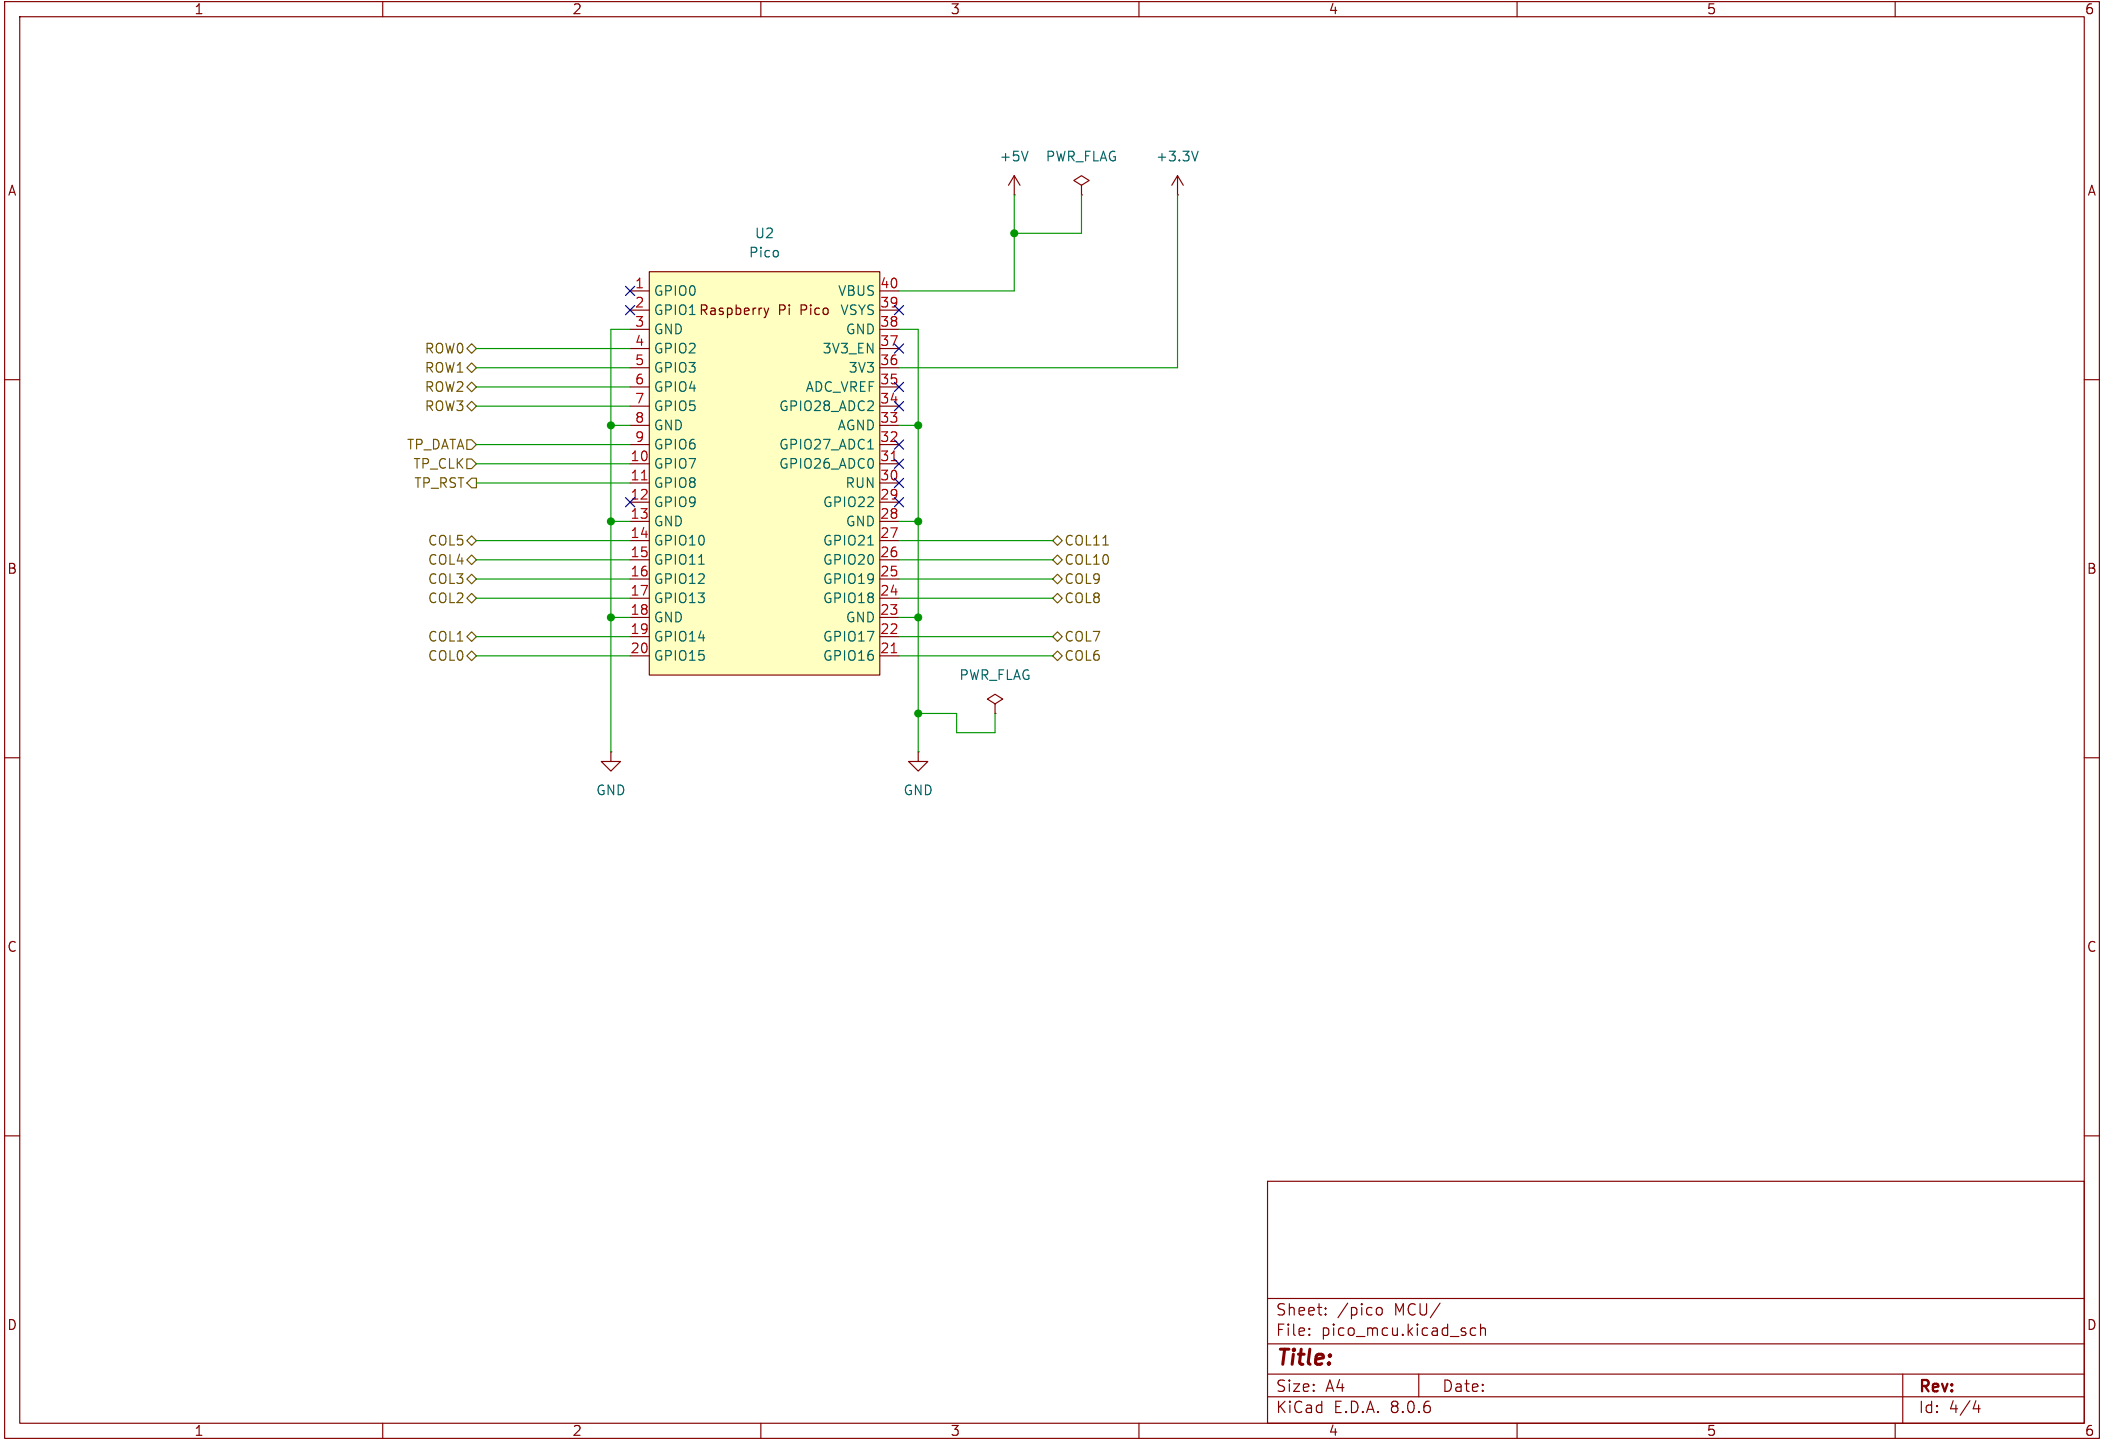 1 2 3 4 5 6
+5V PWR_FLAG +3.3V
A A
U2
Pico
1 GPIO0 VBUS 40
2 GPIO1 Raspberry Pi Pico VSYS 39
3 GND GND 38
ROW0 4 GPIO2 3V3_EN 37
ROW1 5 GPIO3 3V3 36
ROW2 6 GPIO4 ADC_VREF 35
ROW3 7 GPIO5 GPIO28_ADC2 34
8 GND AGND 33
TP_DATA 9 GPIO6 GPIO27_ADC1 32
TP_CLK 10 GPIO7 GPIO26_ADC0 31
TP_RST 11 GPIO8 RUN 30
12 GPIO9 GPIO22 29
13 GND GND 28
COL5 14 GPIO10 GPIO21 27 COL11
COL4 15 GPIO11 GPIO20 26 COL10
B B
COL3 16 GPIO12 GPIO19 25 COL9
COL2 17 GPIO13 GPIO18 24 COL8
18 GND GND 23
COL1 19 GPIO14 GPIO17 22 COL7
COL0 20 GPIO15 GPIO16 21 COL6
PWR_FLAG
GND GND
C C
Sheet: /pico MCU/
D D
File: pico_mcu.kicad_sch
Title:
Size: A4 Date: Rev:
KiCad E.D.A. 8.0.6 Id: 4/4
1 2 3 4 5 6